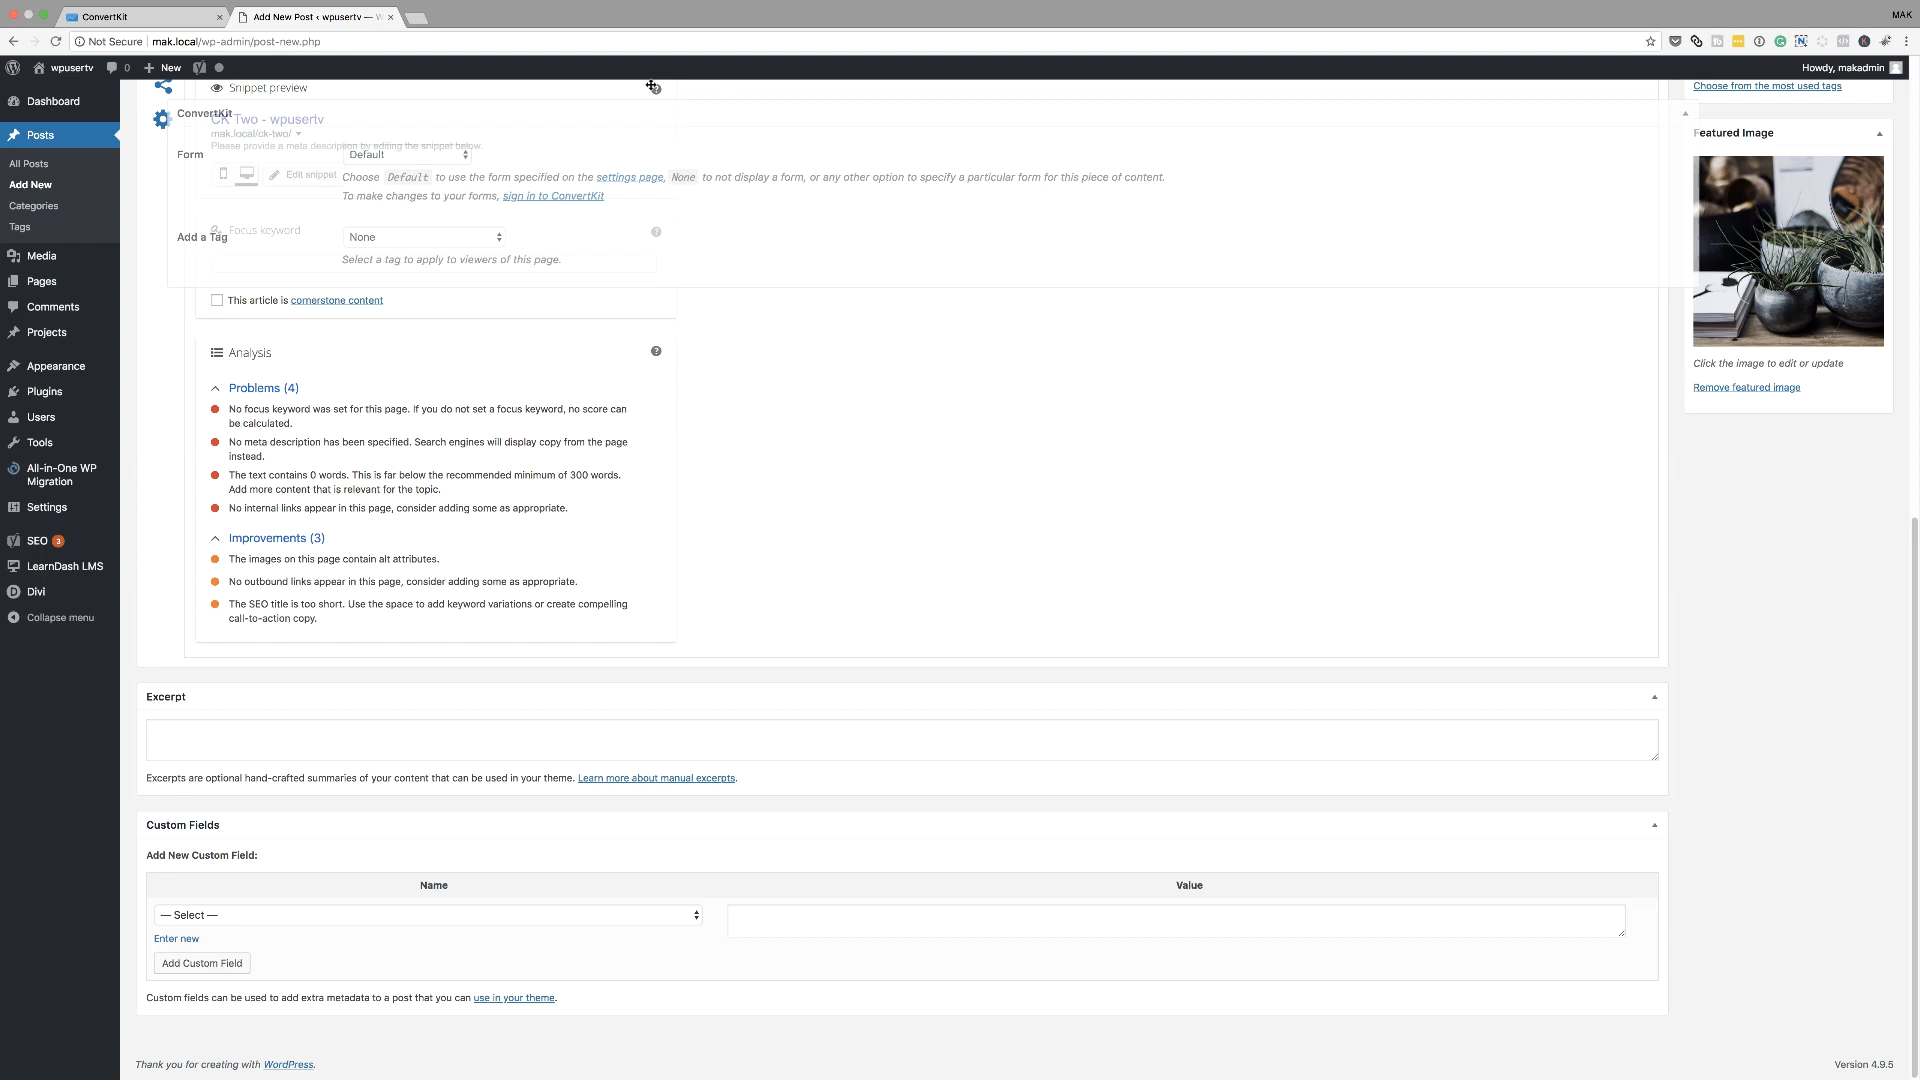 ConvertKit
Add New Post ‹ wpusertv — W
MAK
Not Secure
mak.local/wp-admin/post-new.php
wpusertv
0
New
Howdy, makadmin
Dashboard
Posts
All Posts
Add New
Categories
Tags
Media
Pages
Comments
Projects
Appearance
Plugins
Users
Tools
All-in-One WP
Migration
Settings
SEO 3
LearnDash LMS
Divi
Collapse menu
Snippet preview
ConvertKit
CK Two - wpusertv
mak.local/ck-two/
Please provide a meta description by editing the snippet below.
Form
Default
Edit snippet
Choose Default to use the form specified on the settings page, None to not display a form, or any other option to specify a particular form for this piece of content.
To make changes to your forms, sign in to ConvertKit
Focus keyword
Add a Tag
None
Select a tag to apply to viewers of this page.
This article is cornerstone content
Analysis
Problems (4)
No focus keyword was set for this page. If you do not set a focus keyword, no score can
be calculated.
No meta description has been specified. Search engines will display copy from the page
instead.
The text contains 0 words. This is far below the recommended minimum of 300 words.
Add more content that is relevant for the topic.
No internal links appear in this page, consider adding some as appropriate.
Improvements (3)
The images on this page contain alt attributes.
No outbound links appear in this page, consider adding some as appropriate.
The SEO title is too short. Use the space to add keyword variations or create compelling
call-to-action copy.
Excerpt
Excerpts are optional hand-crafted summaries of your content that can be used in your theme. Learn more about manual excerpts.
Custom Fields
Add New Custom Field:
Name
Value
— Select —
Enter new
Add Custom Field
Custom fields can be used to add extra metadata to a post that you can use in your theme.
Choose from the most used tags
Featured Image
Click the image to edit or update
Remove featured image
Thank you for creating with WordPress.
Version 4.9.5